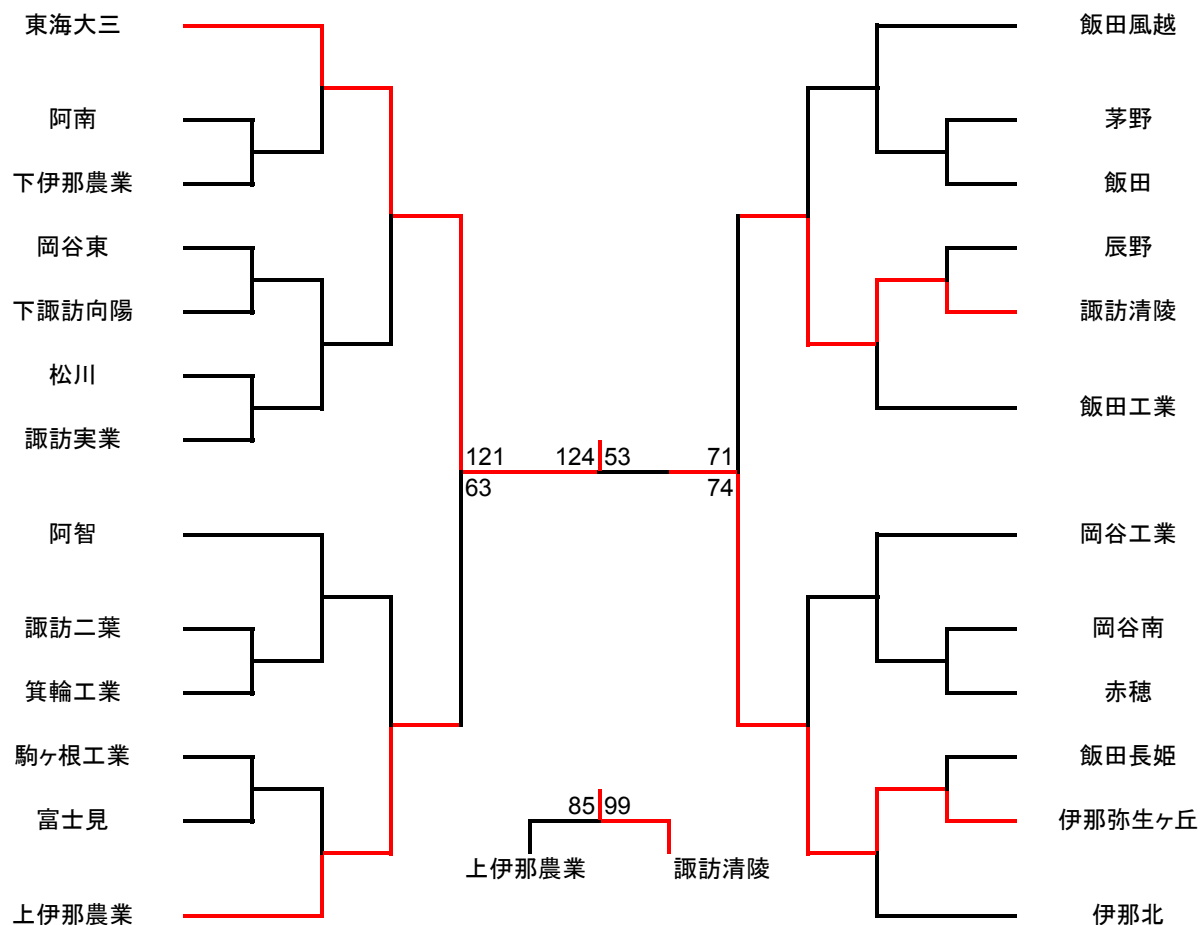 東海大三
阿南
下伊那農業
岡谷東
下諏訪向陽
松川
諏訪実業
阿智
諏訪二葉
箕輪工業
駒ヶ根工業
富士見
上伊那農業
121
63
124 53
71
74
85 99
上伊那農業 諏訪清陵
飯田風越
茅野
飯田
辰野
諏訪清陵
飯田工業
岡谷工業
岡谷南
赤穂
飯田長姫
伊那弥生ヶ丘
伊那北